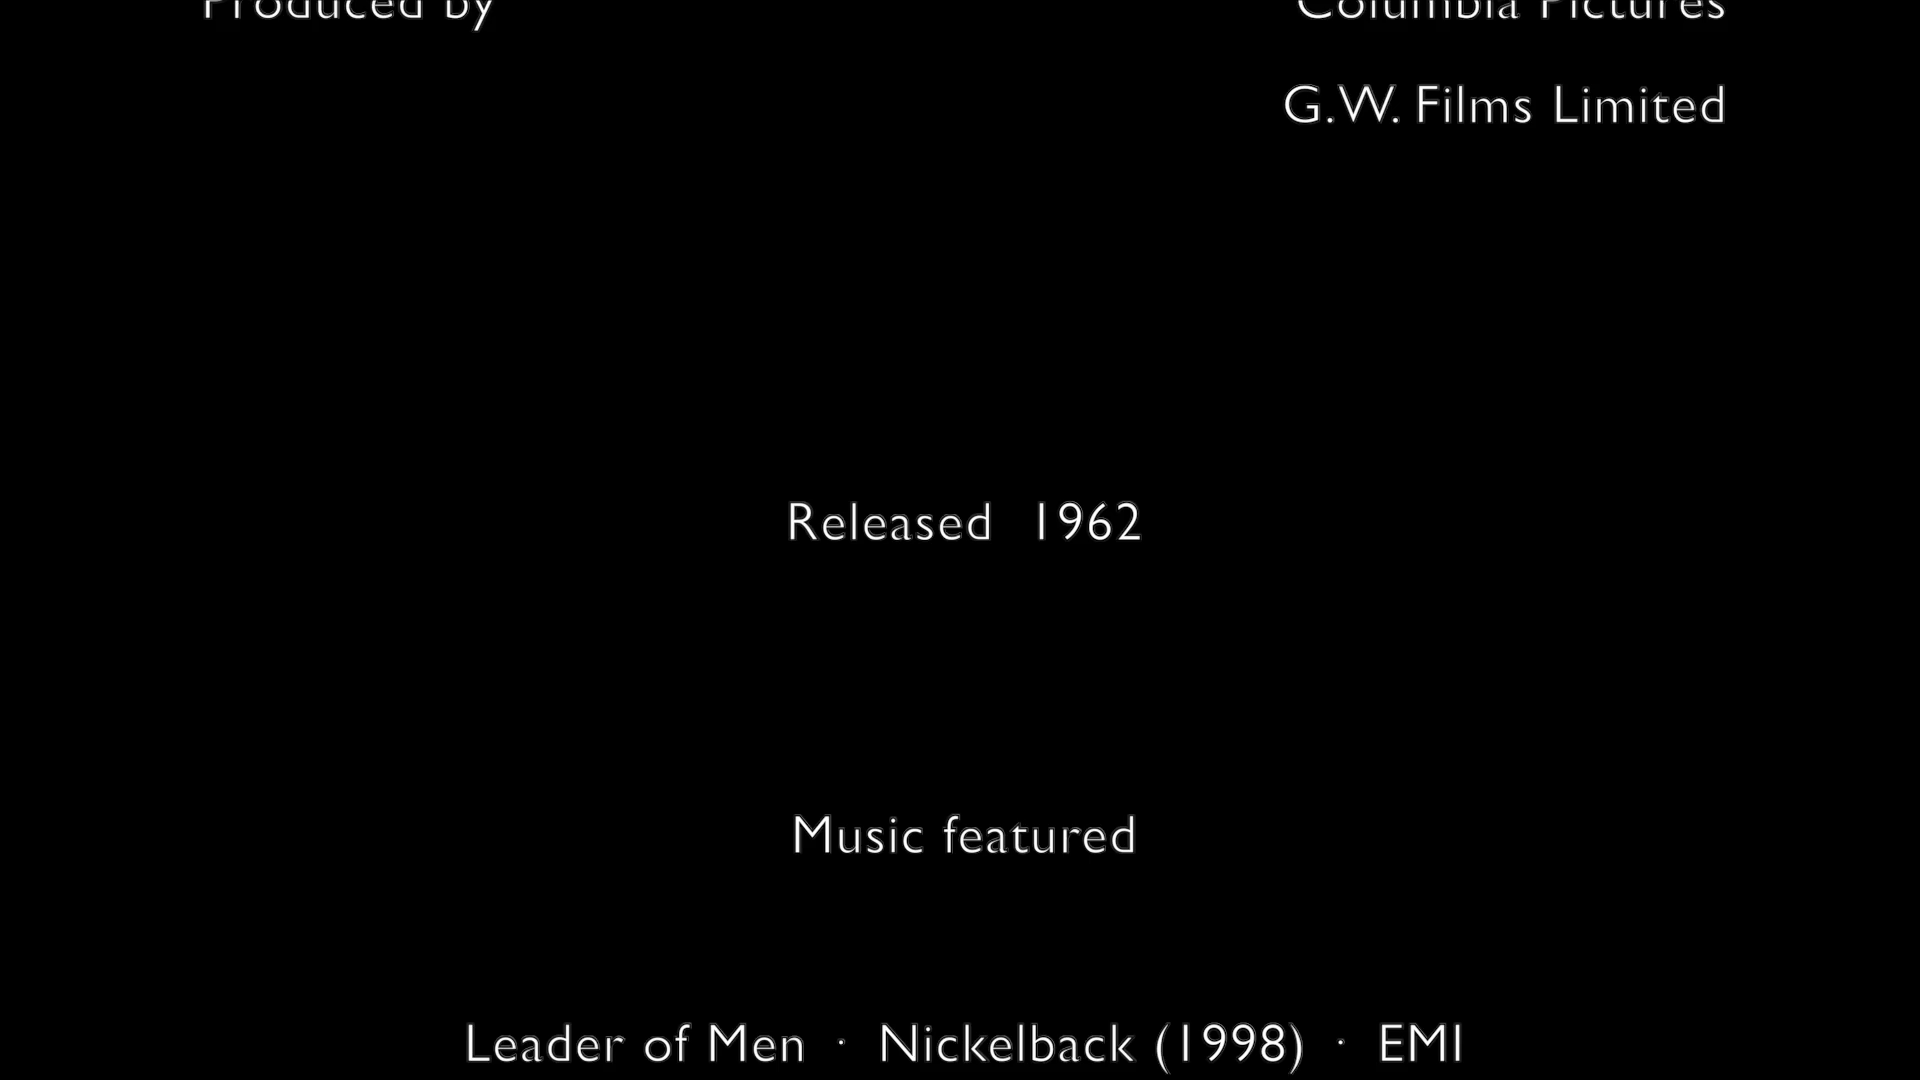 Produced by Columbia Pictures
G.W. Films Limited
Released 1962
Music featured
Leader of Men · Nickelback (1998) · EMI